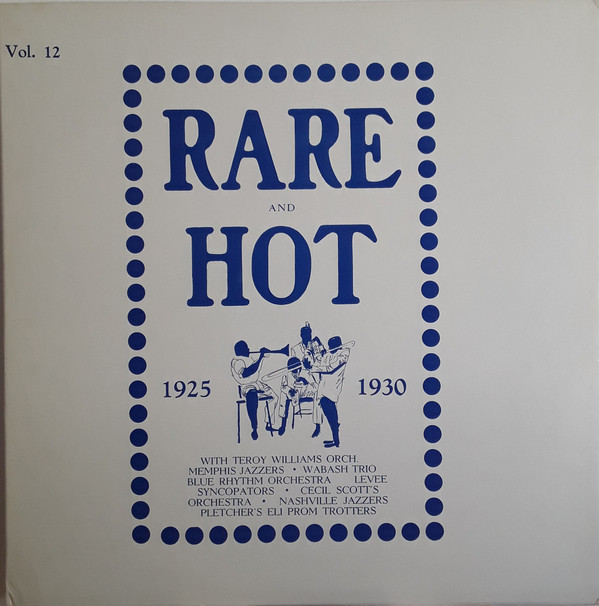 Vol. 12
RARE
AND
HOT
1925 1930
WITH TEROY WILLIAMS ORCH.
MEMPHIS JAZZERS • WABASH TRIO
BLUE RHYTHM ORCHESTRA LEVEE
SYNCOPATORS • CECIL SCOTT'S
ORCHESTRA • NASHVILLE JAZZERS
PLETCHER'S ELI PROM TROTTERS